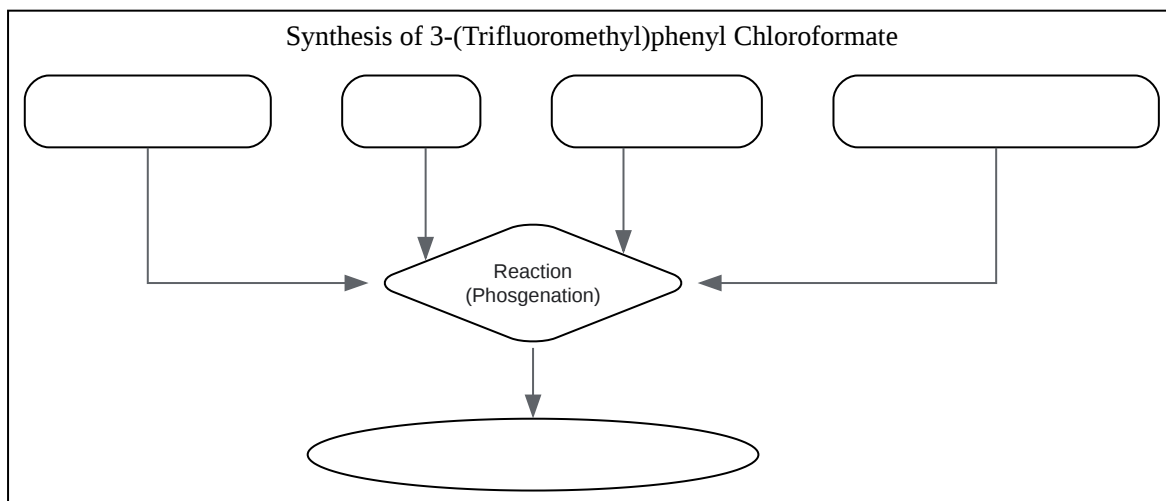 Synthesis of 3-(Trifluoromethyl)phenyl Chloroformate
Reaction
(Phosgenation)